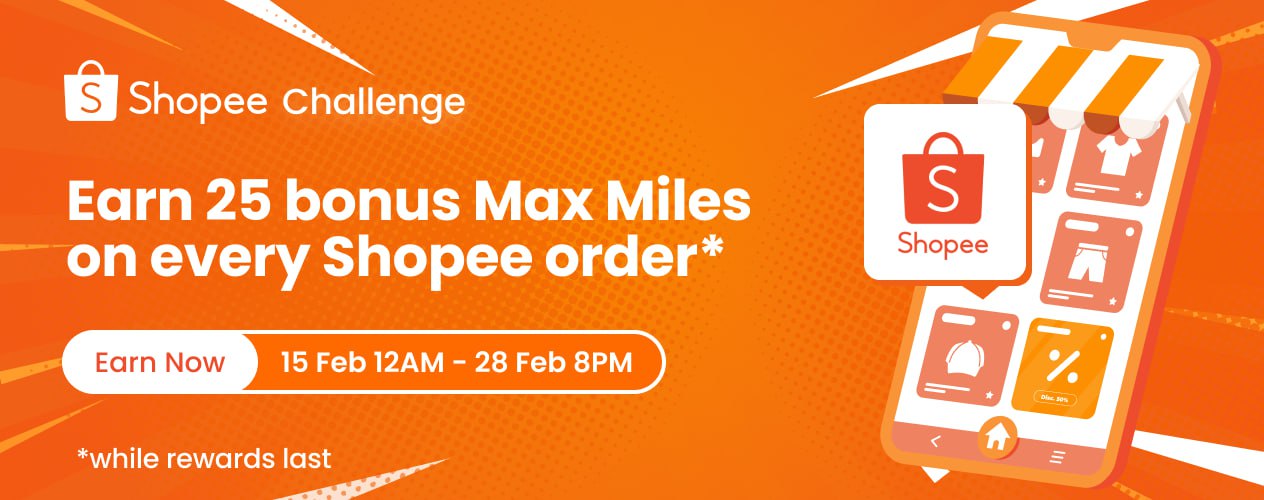 S Shopee Challenge
Earn 25 bonus Max Miles
on every Shopee order*
Earn Now 15 Feb 12AM - 28 Feb 8PM
*while rewards last
S
Shopee
%
Disc. 50%